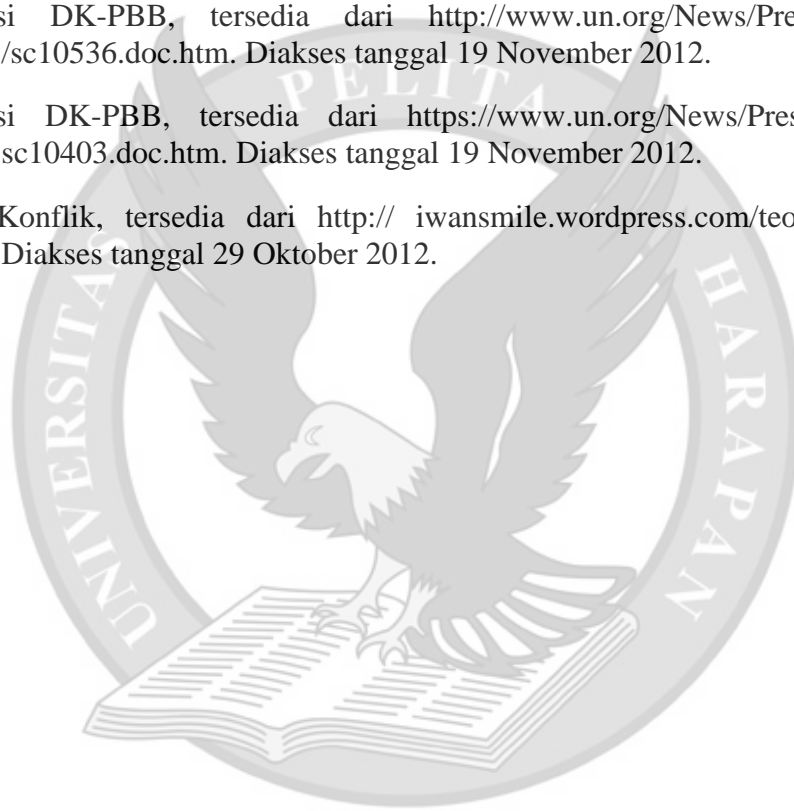 si DK-PBB, tersedia dari http://www.un.org/News/Pre
/sc10536.doc.htm. Diakses tanggal 19 November 2012.
si DK-PBB, tersedia dari https://www.un.org/News/Pres
sc10403.doc.htm. Diakses tanggal 19 November 2012.
Konflik, tersedia dari http:// iwansmile.wordpress.com/teo
Diakses tanggal 29 Oktober 2012.
UNIVERSITAS PELITA HARAPAN